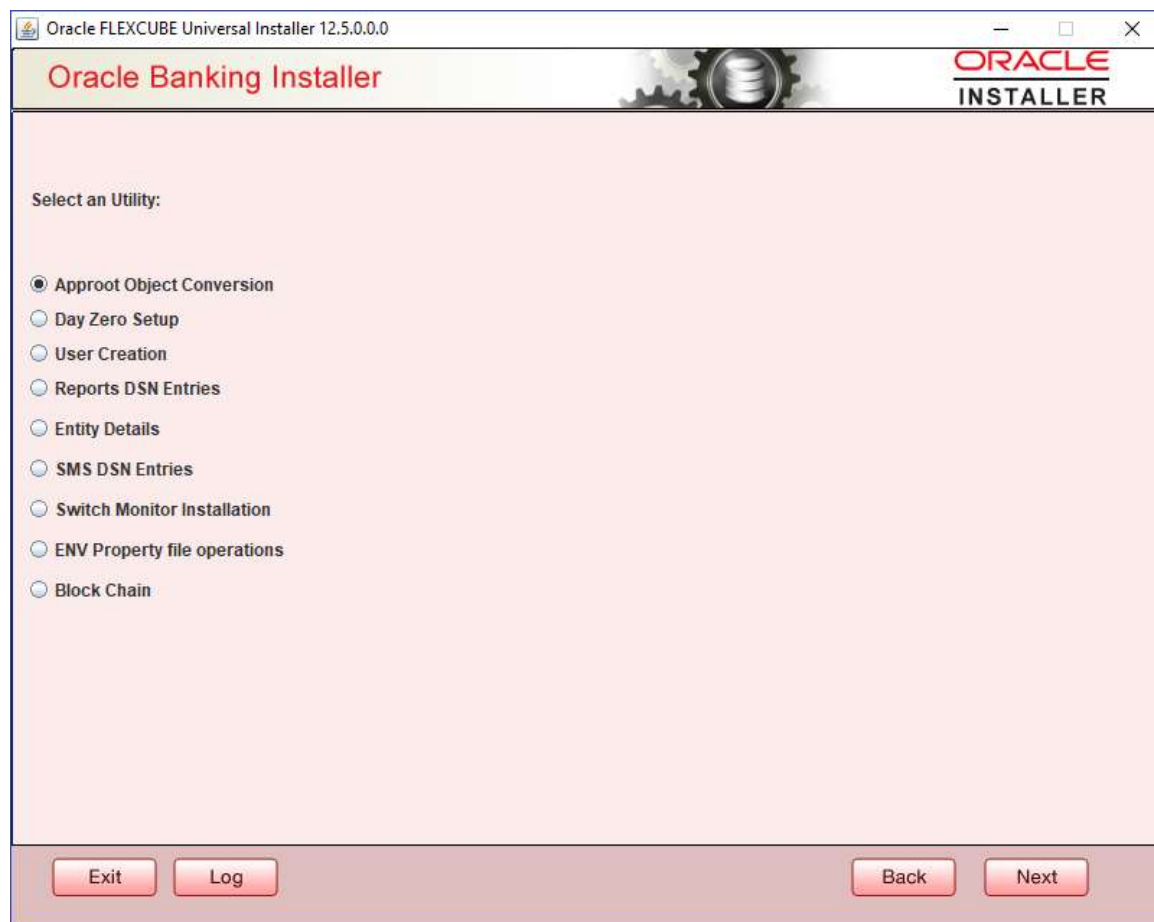 Oracle FLEXCUBE Universal Installer 12.5.0.0.0
Oracle Banking Installer
ORACLE
INSTALLER
Select an Utility:
Approot Object Conversion
Day Zero Setup
User Creation
Reports DSN Entries
Entity Details
SMS DSN Entries
Switch Monitor Installation
ENV Property file operations
Block Chain
Exit Log Back Next